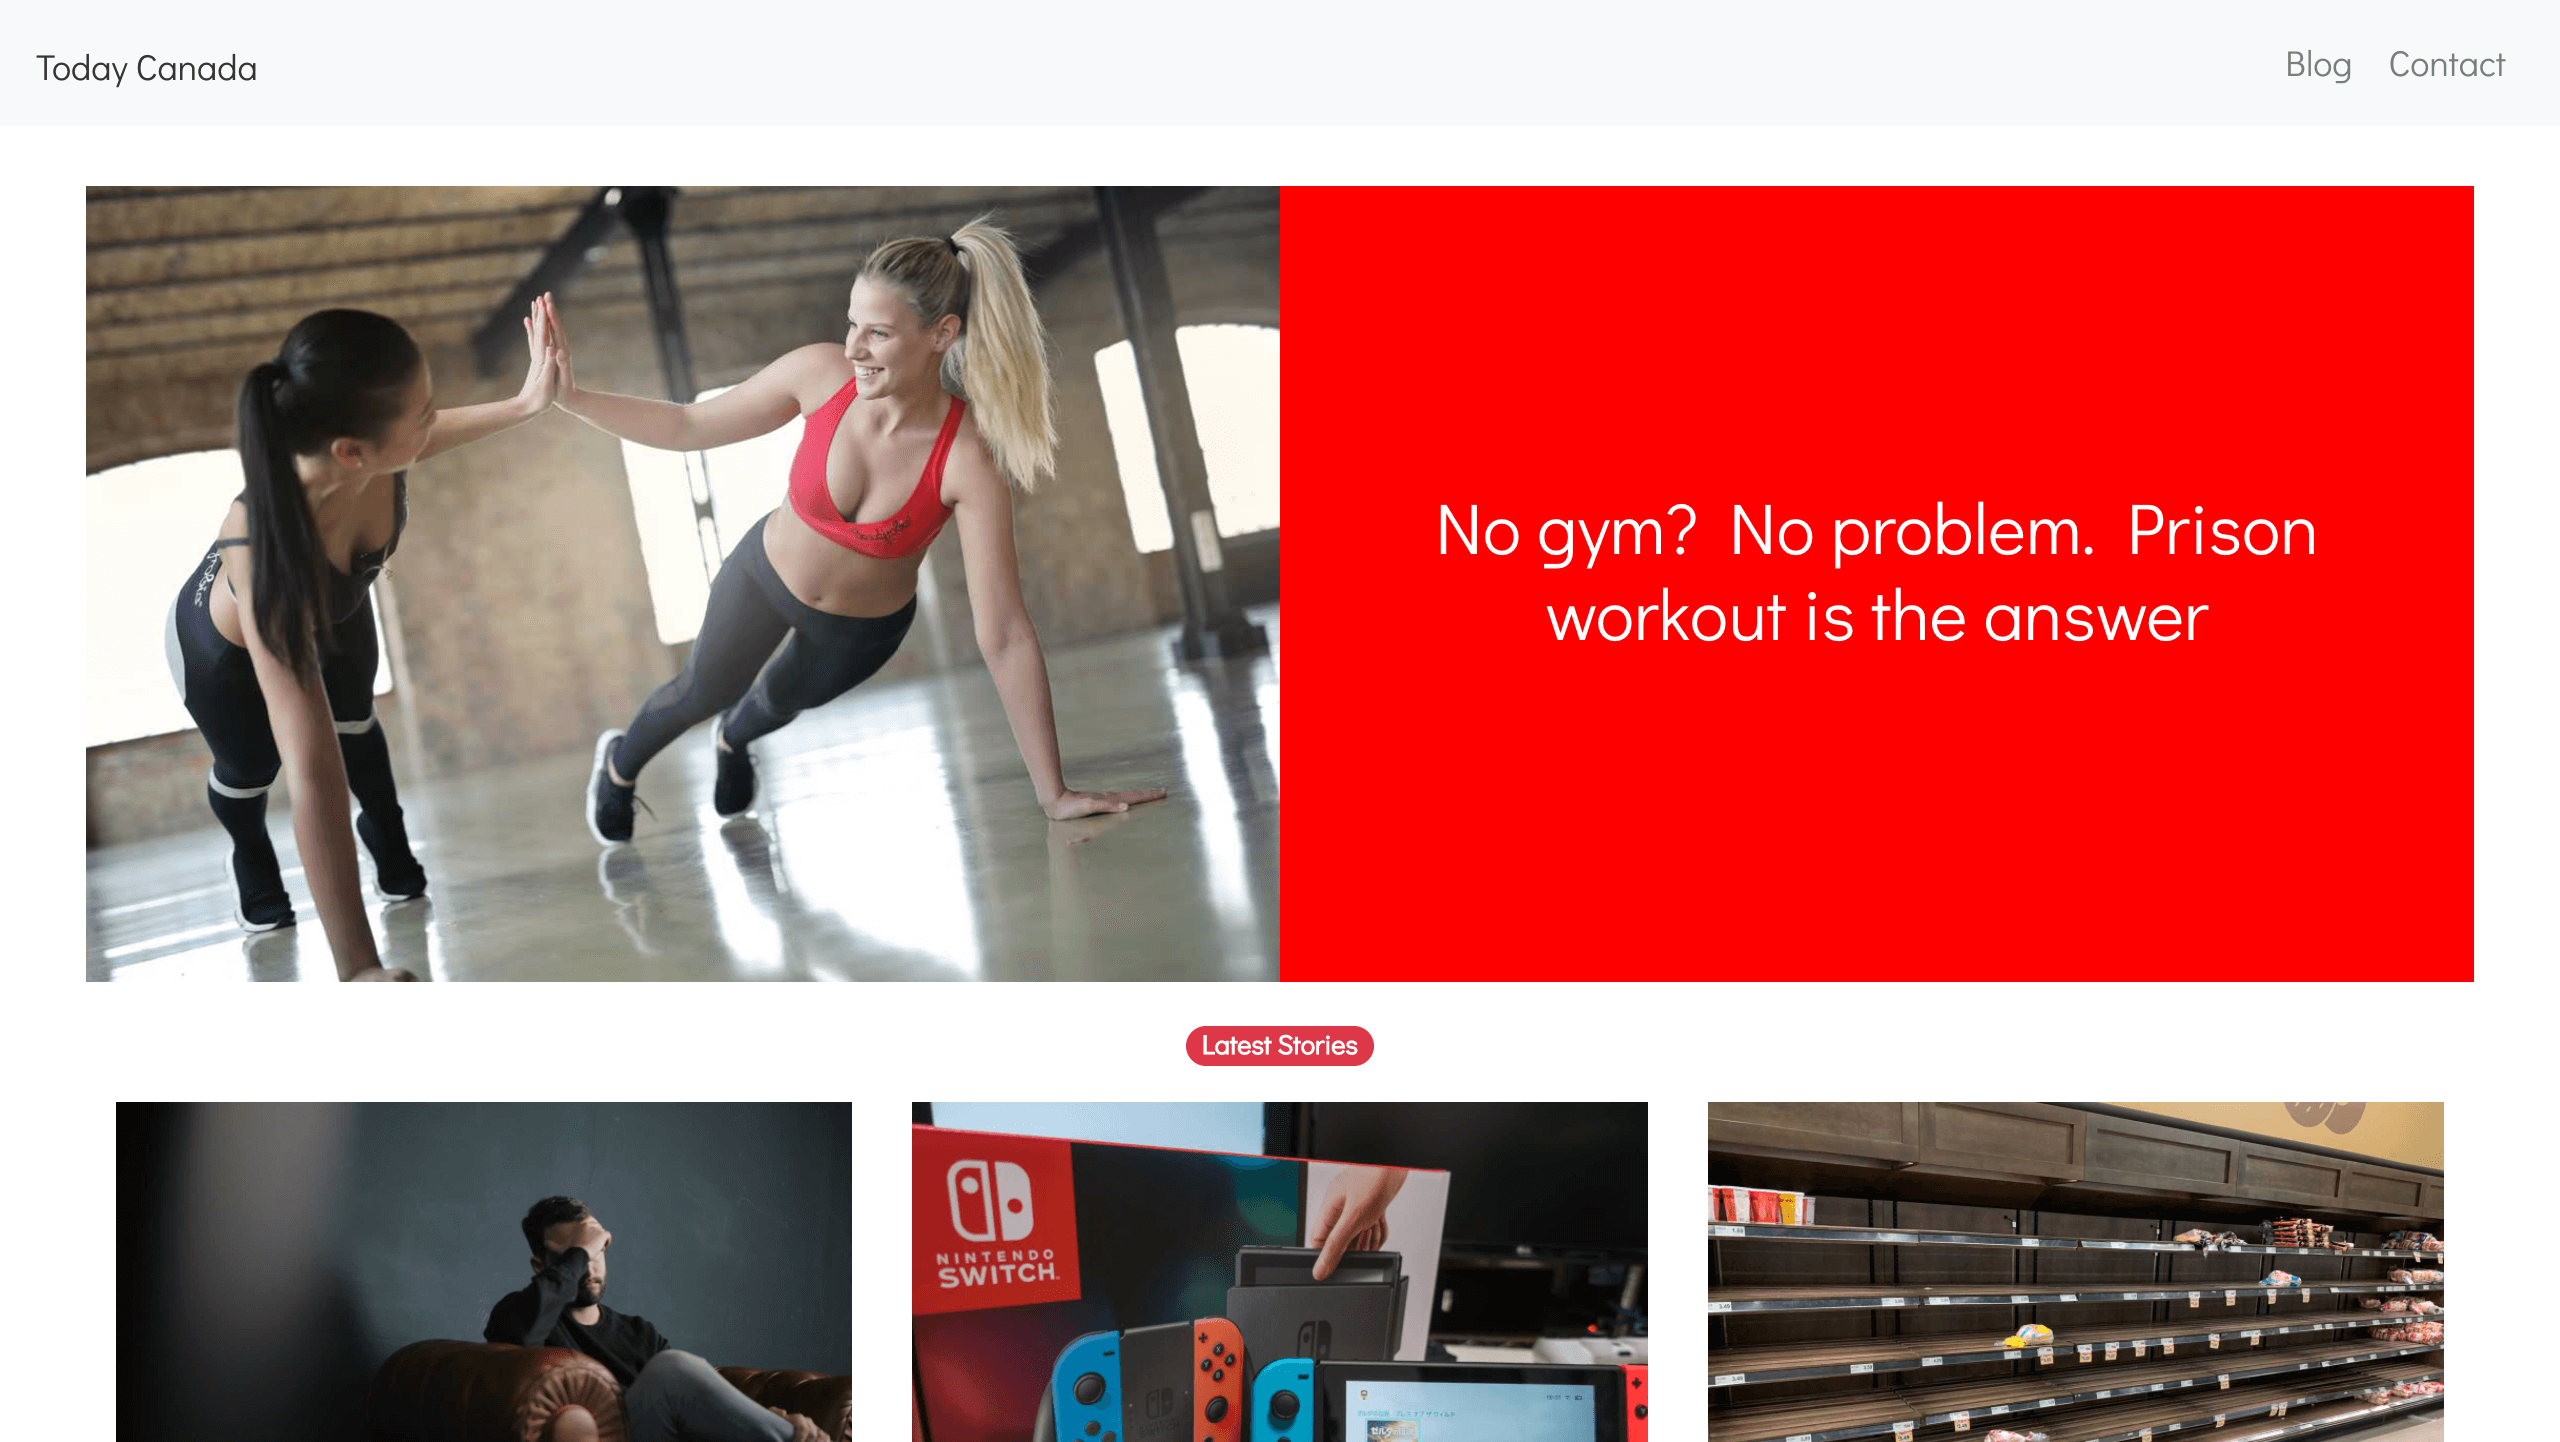 Today Canada
Blog
Contact
No gym? No problem. Prison
workout is the answer
Latest Stories
NINTENDO
SWITCH